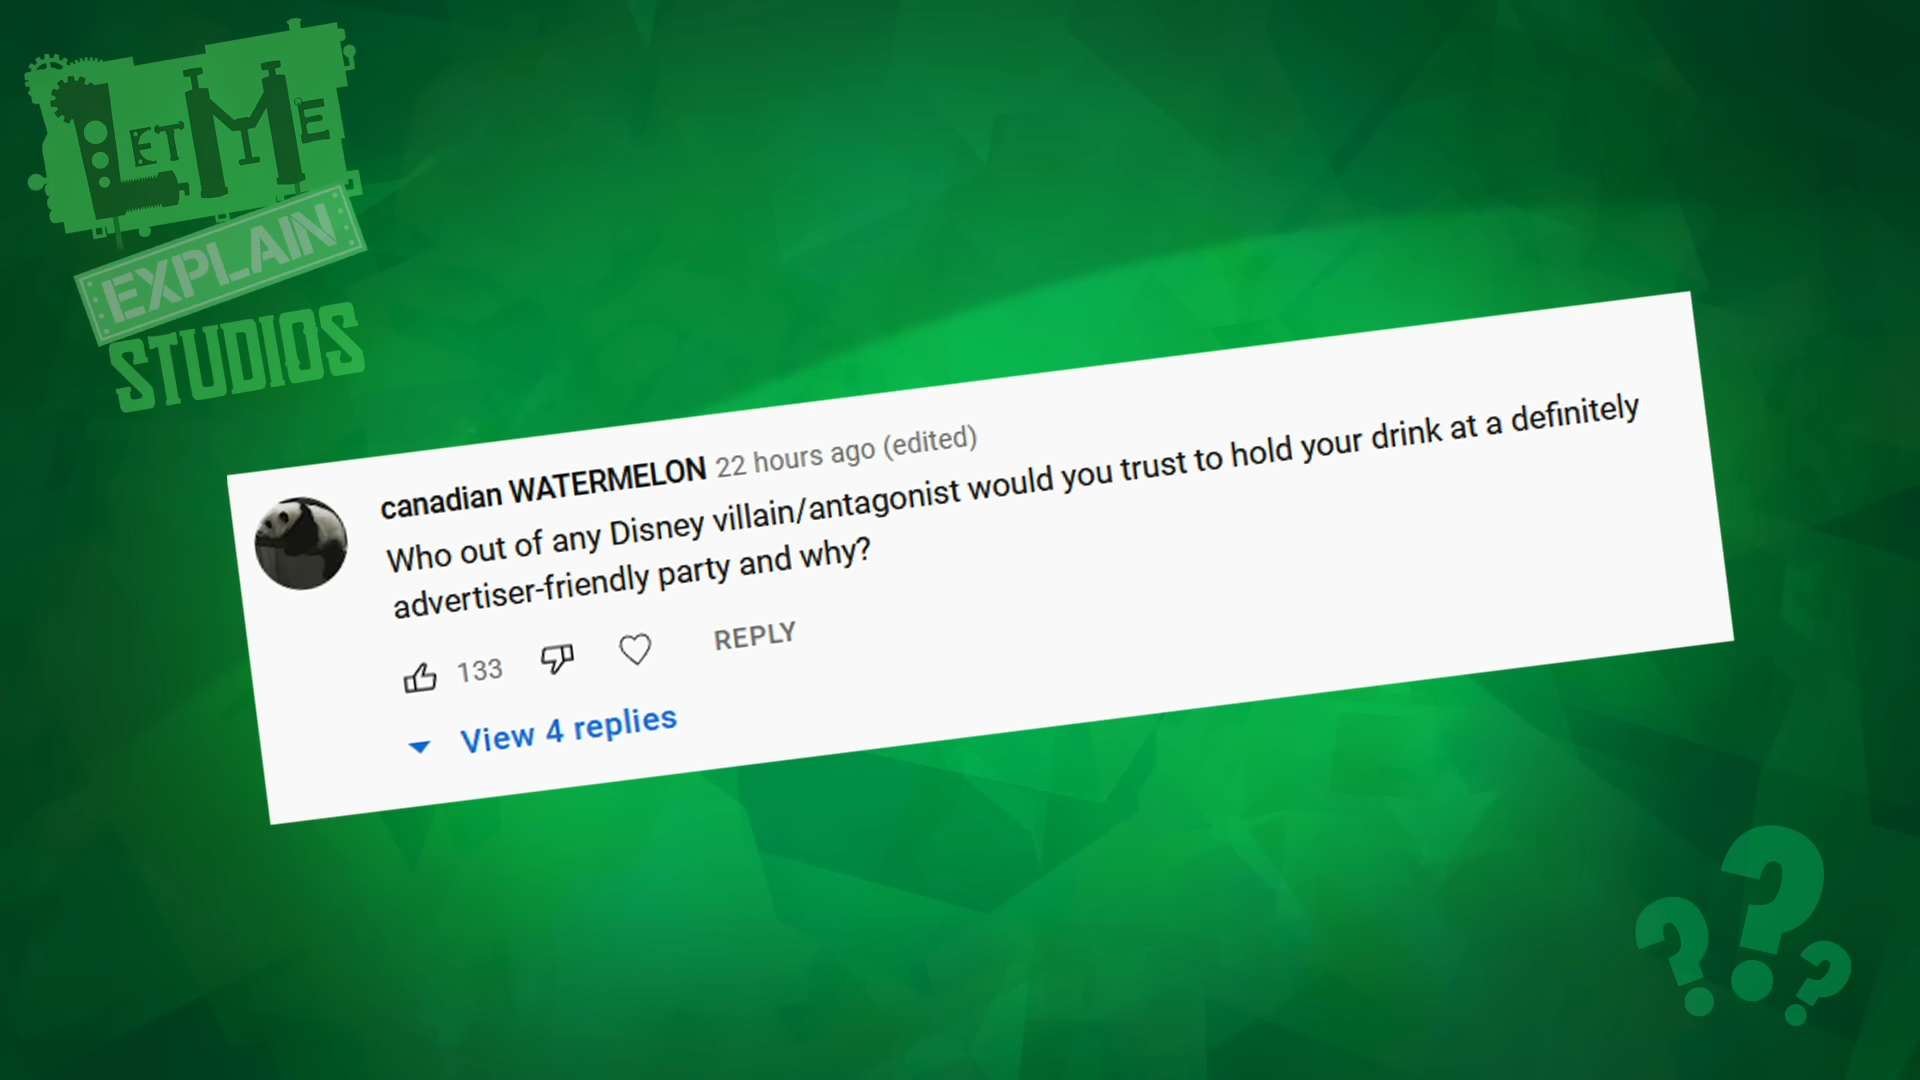 LET ME
EXPLAIN
STUDIOS
canadian WATERMELON 22 hours ago (edited)
Who out of any Disney villain/antagonist would you trust to hold your drink at a definitely
advertiser-friendly party and why?
133 REPLY
View 4 replies
???